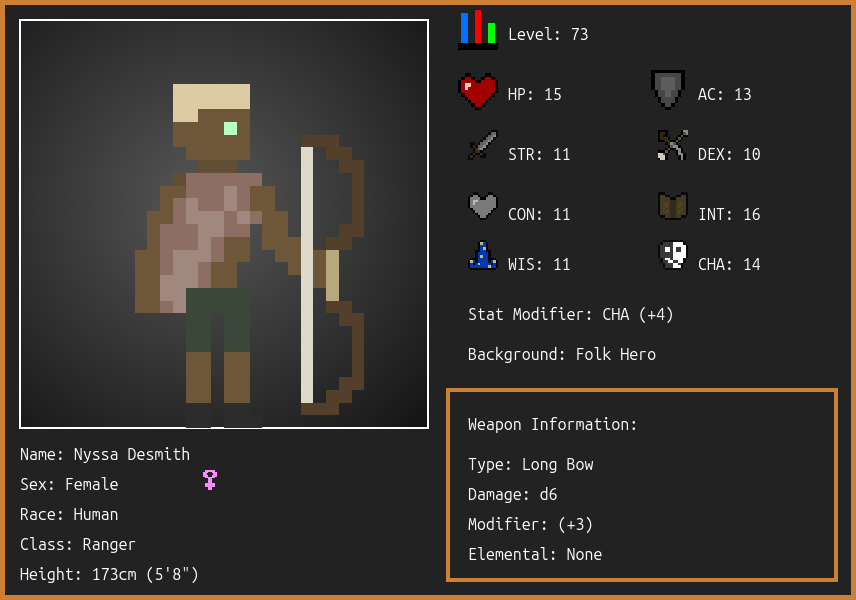 Level: 73
HP: 15
AC: 13
STR: 11
DEX: 10
CON: 11
INT: 16
WIS: 11
CHA: 14
Stat Modifier: CHA (+4)
Background: Folk Hero
Weapon Information:
Type: Long Bow
Damage: d6
Modifier: (+3)
Elemental: None
Name: Nyssa Desmith
Sex: Female
Race: Human
Class: Ranger
Height: 173cm (5'8")